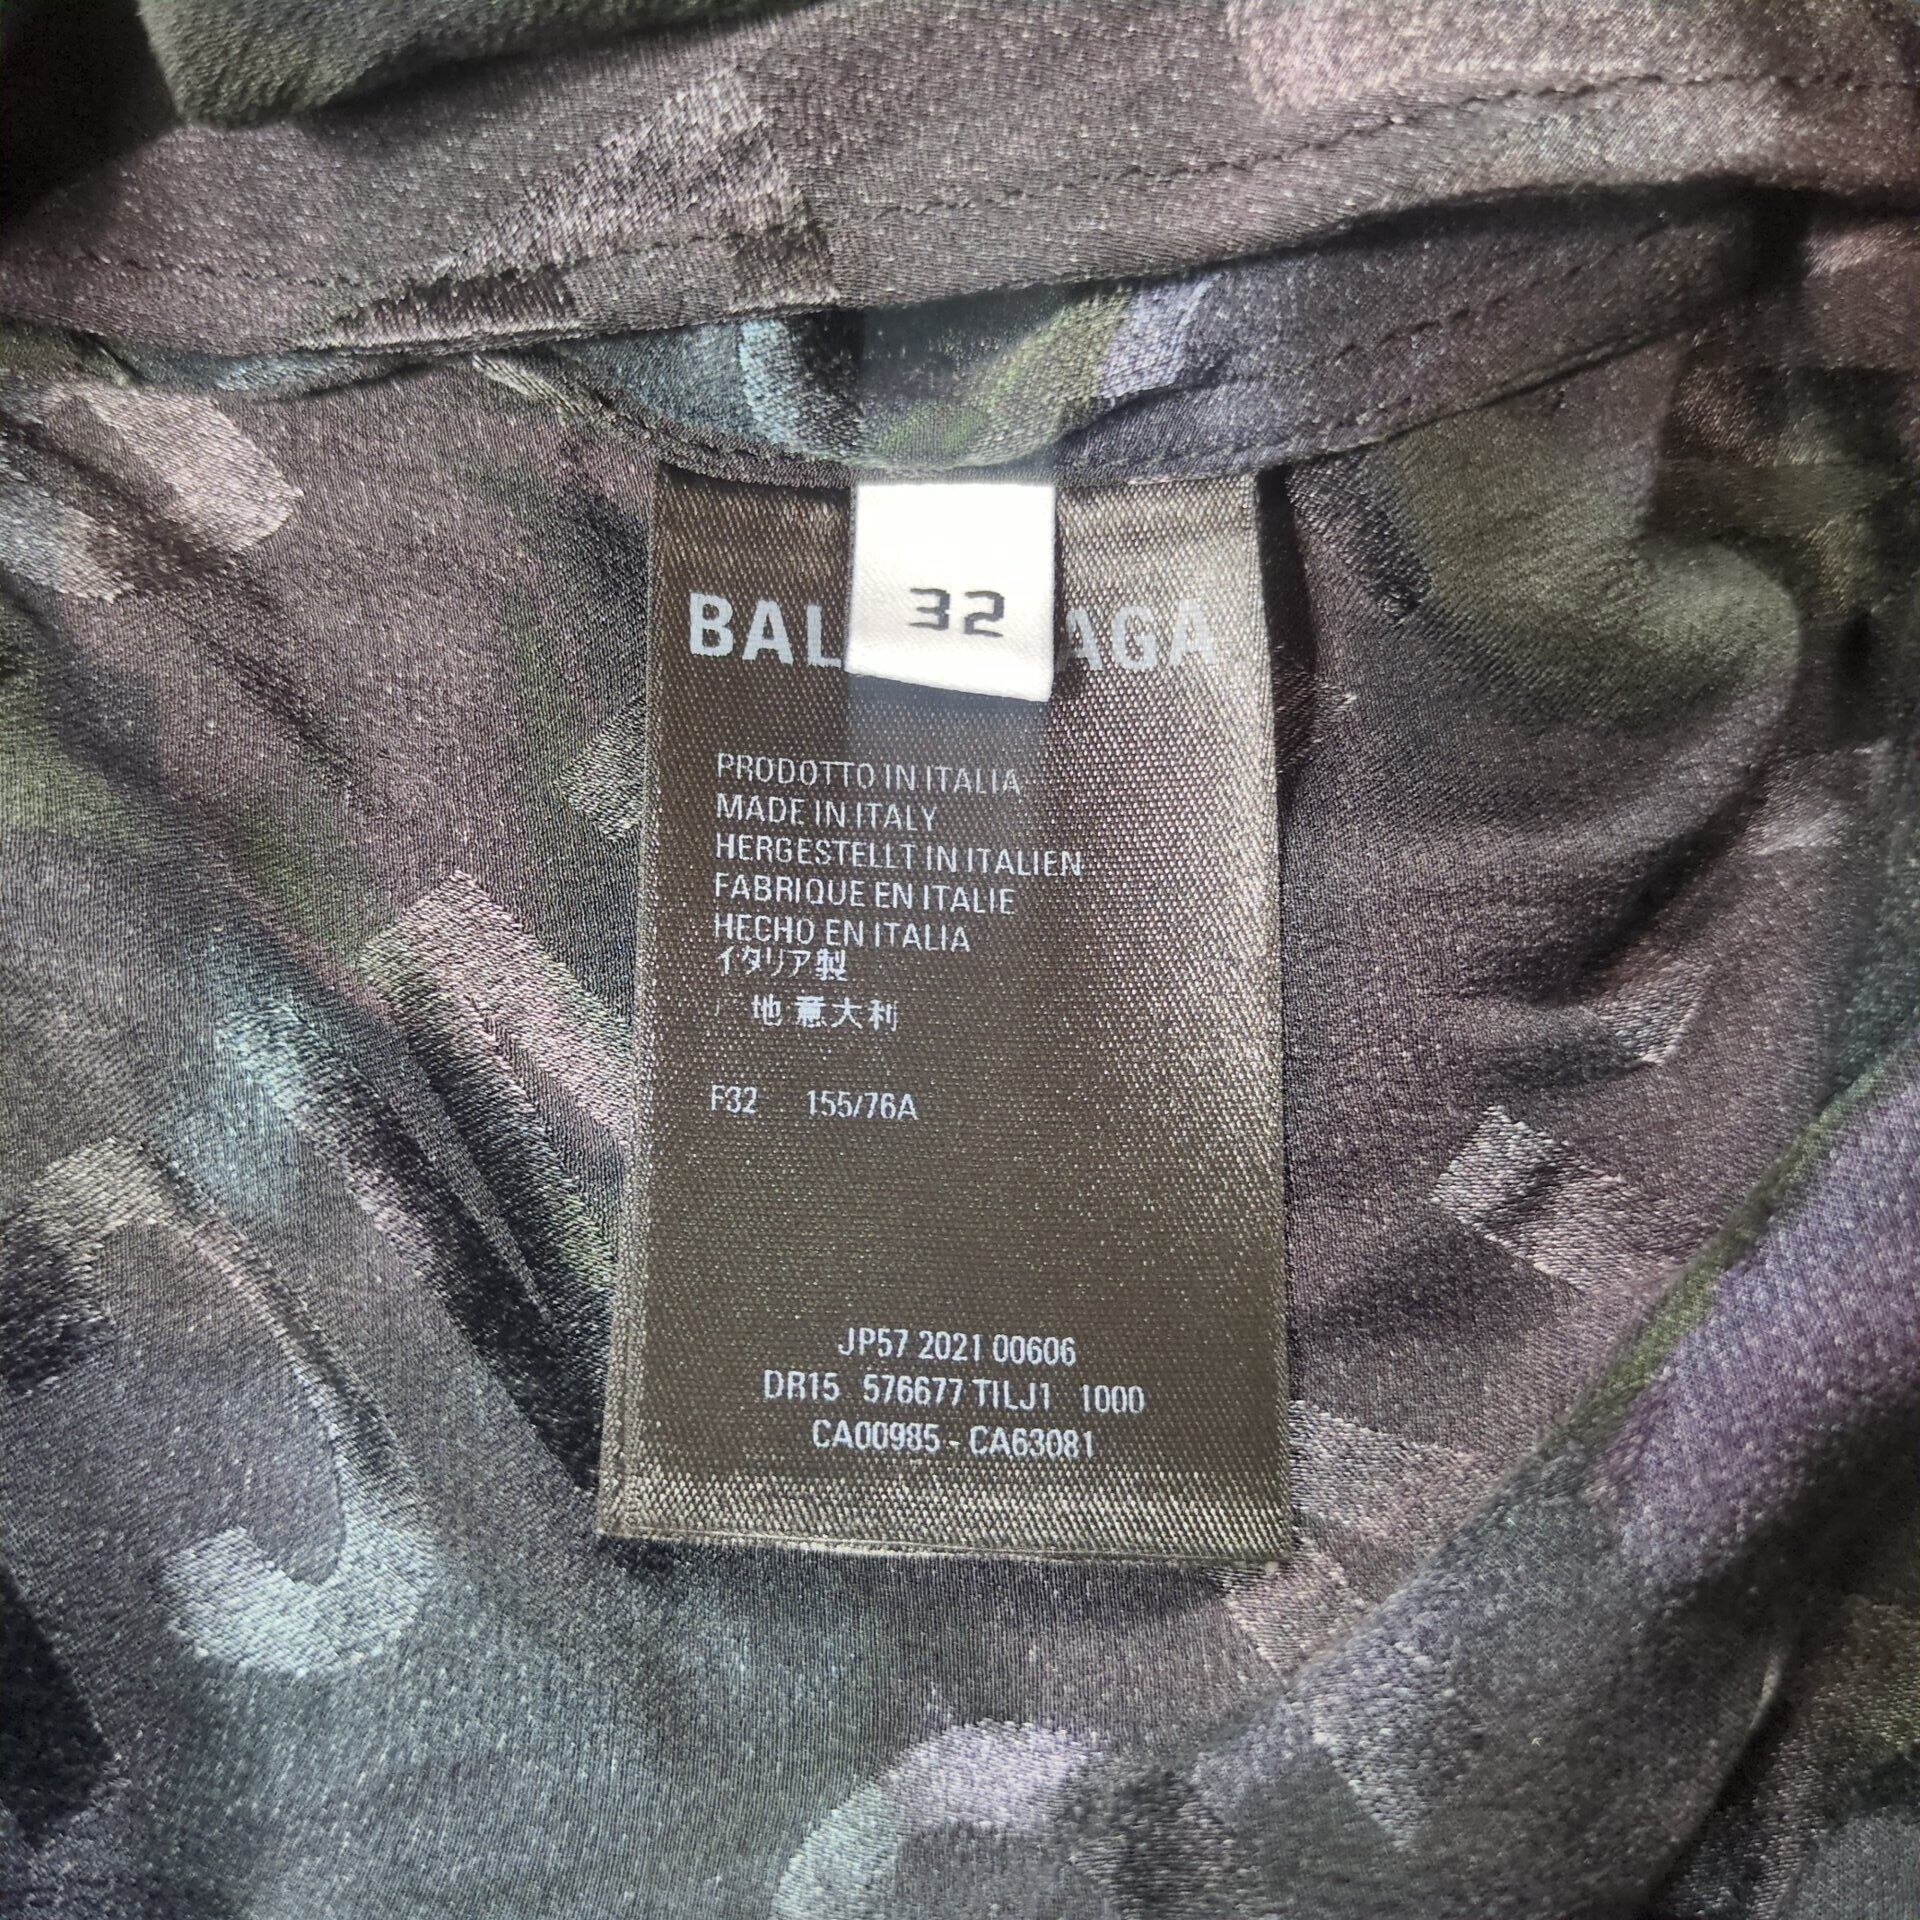 32
BAL AGA
PRODOTTO IN ITALIA
MADE IN ITALY
HERGESTELLT IN ITALIEN
FABRIQUE EN ITALIE
HECHO EN ITALIA
イタリア製
地 意大利
F32 155/76A
JP57 2021 00606
DR15 576677 TILJ1 1000
CA00985 - CA63081